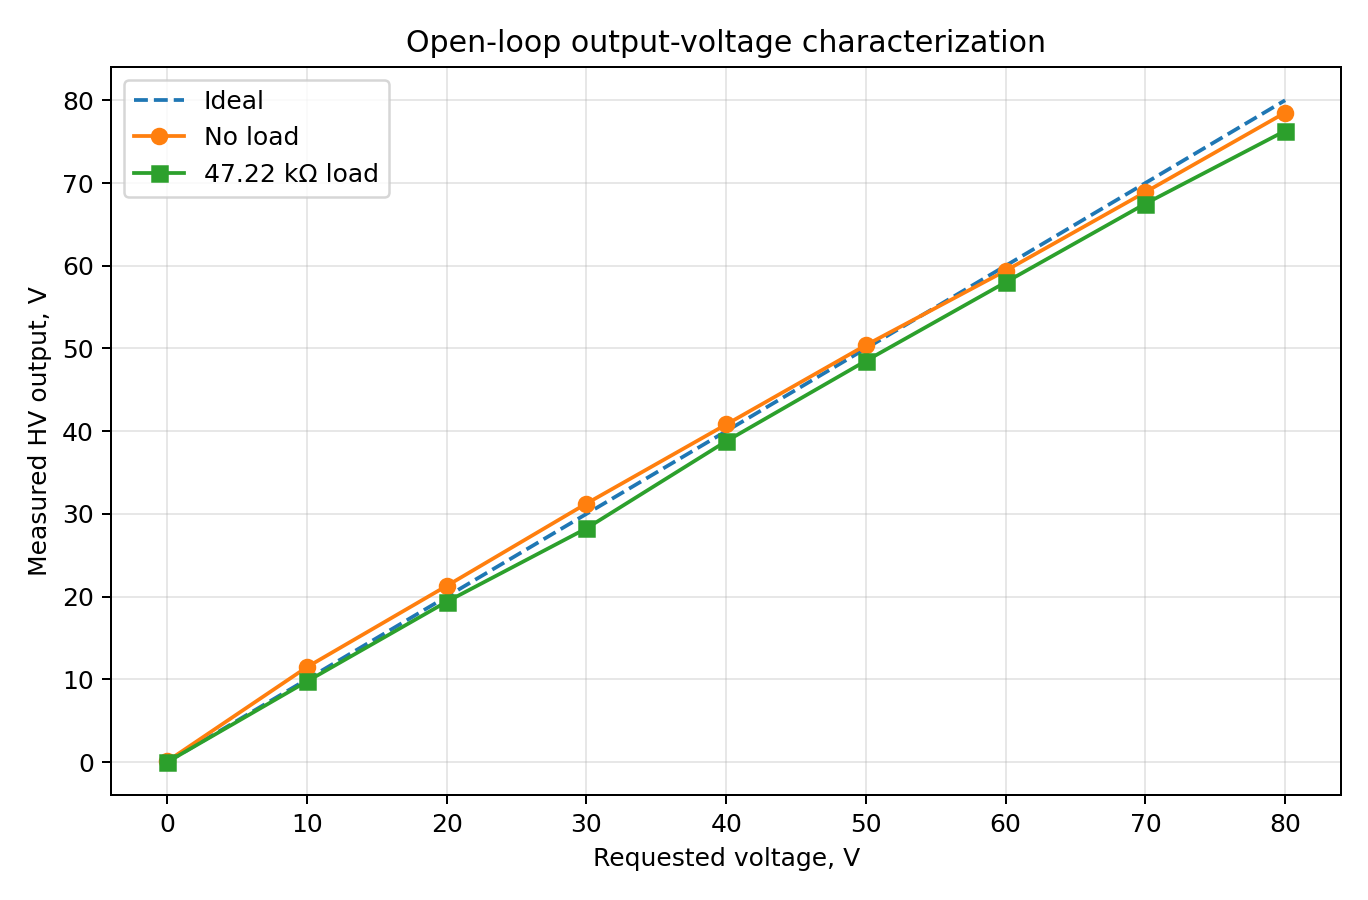 Open-loop output-voltage characterization
Ideal
No load
47.22 kΩ load
Measured HV output, V
80
70
60
50
40
30
20
10
0
0 10 20 30 40 50 60 70 80
Requested voltage, V